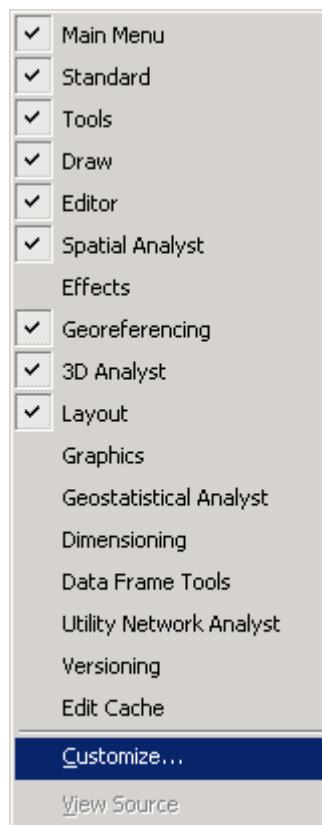 Main Menu
Standard
Tools
Draw
Editor
Spatial Analyst
Effects
Georeferencing
3D Analyst
Layout
Graphics
Geostatistical Analyst
Dimensioning
Data Frame Tools
Utility Network Analyst
Versioning
Edit Cache
Customize...
View Source